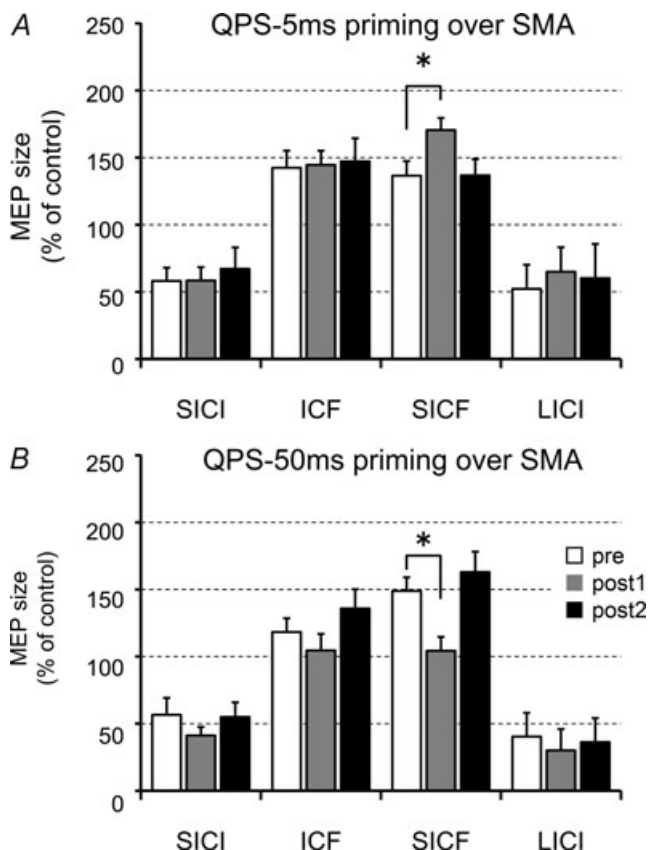 A
QPS-5ms priming over SMA
MEP size
(% of control)
250
200
150
100
50
0
*
SICI ICF SICF LICI
B
QPS-50ms priming over SMA
MEP size
(% of control)
250
200
150
100
50
0
*
pre
post1
post2
SICI ICF SICF LICI